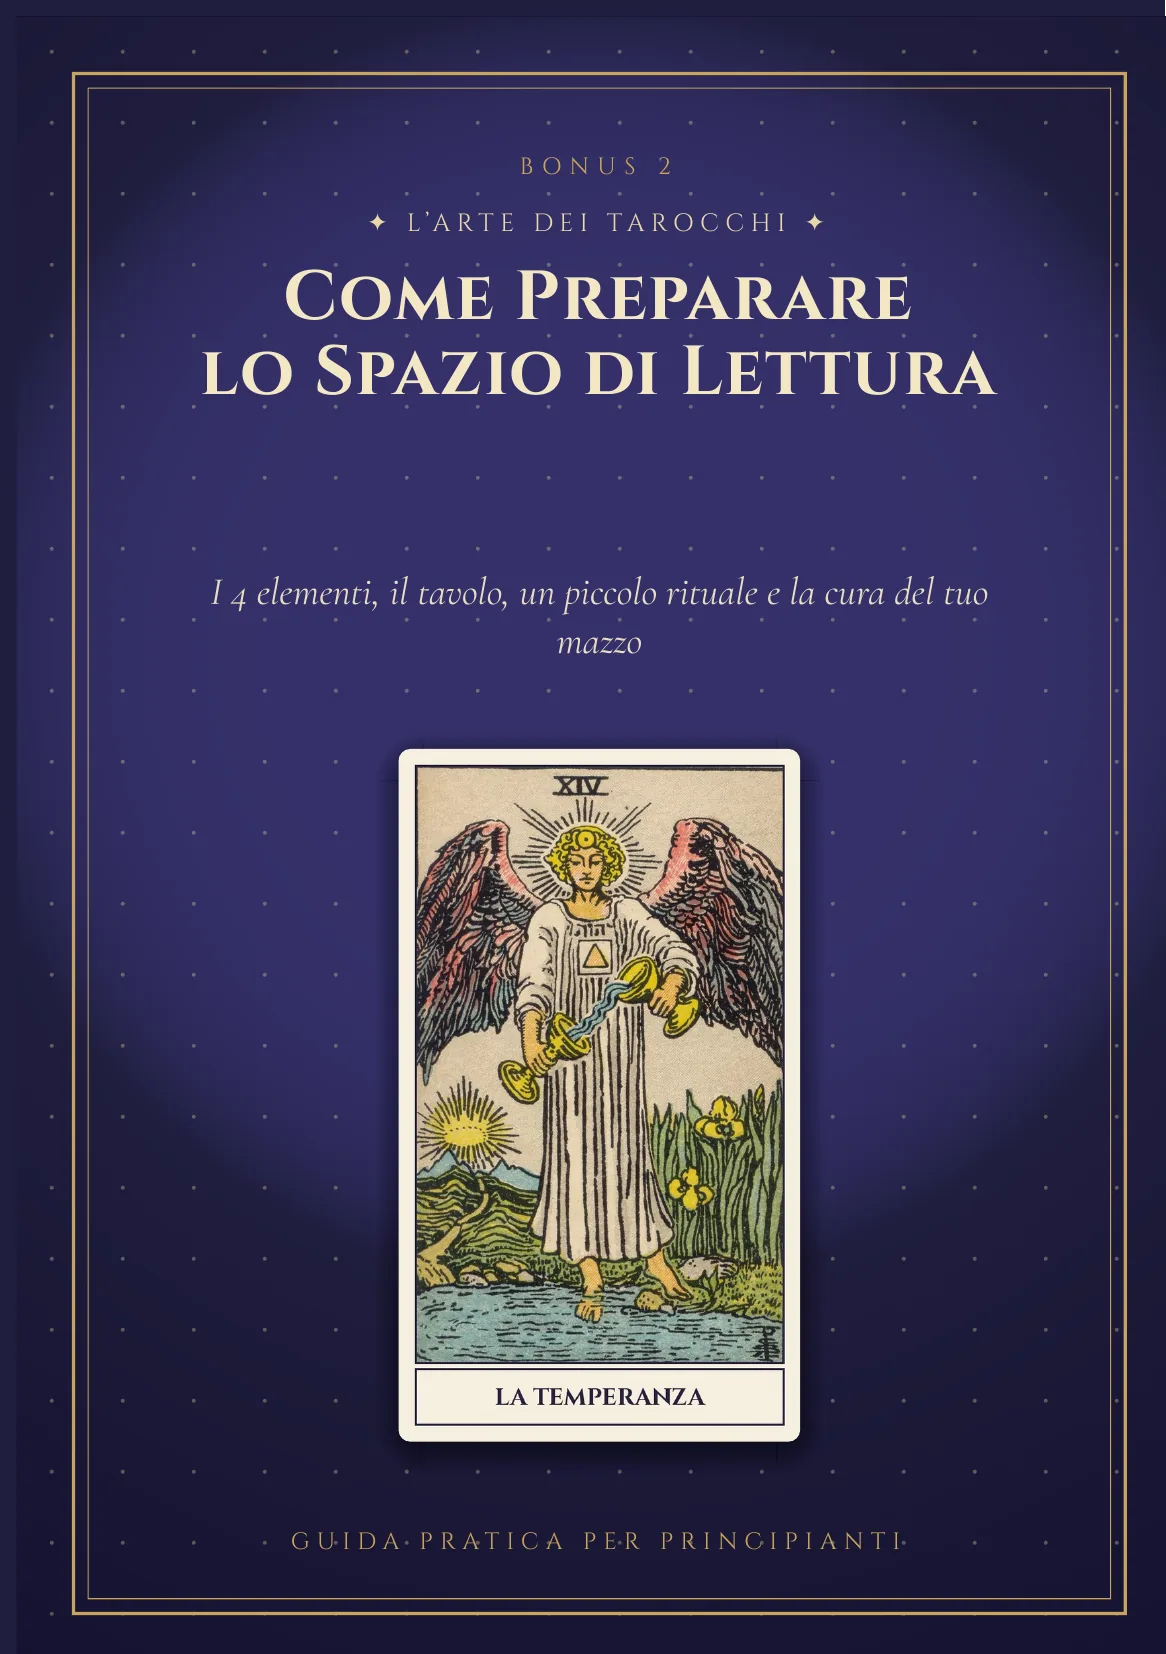 BONUS 2
✦ L’ARTE DEI TAROCCHI ✦
COME PREPARARE
LO SPAZIO DI LETTURA
I 4 elementi, il tavolo, un piccolo rituale e la cura del tuo
mazzo
XIV
LA TEMPERANZA
GUIDA PRATICA PER PRINCIPIANTI